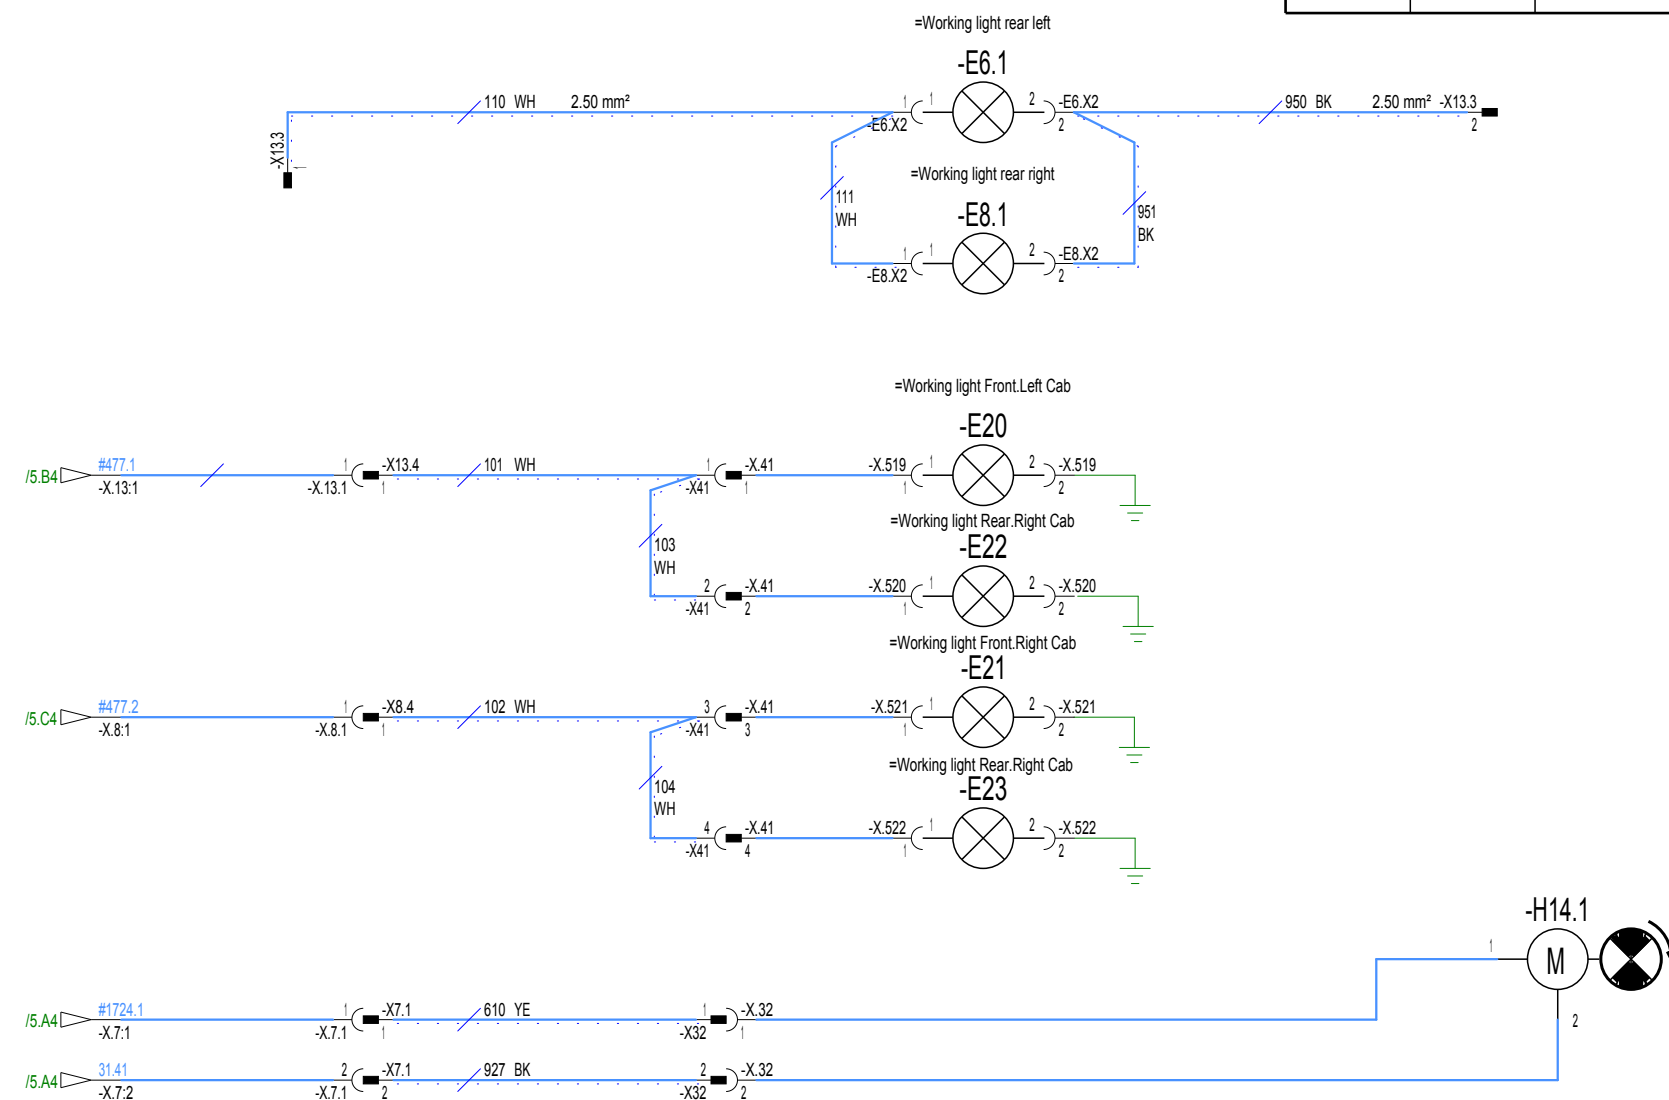 =Working light rear left
-E6.1
110 WH 2.50 mm²
1 1 2 -E6.X2
950 BK 2.50 mm² -X13.3
-E6.X2 2 2
-X13.3
=Working light rear right
111
WH
-E8.1
951
BK
1 1 2 -E8.X2
-E8.X2 2
=Working light Front.Left Cab
-E20
/5.B4 #477.1 1 -X13.4 101 WH 1 -X.41 -X.519 1 2 -X.519
-X.13:1 -X.13.1 1 -X41 1 1 2
=Working light Rear.Right Cab
-E22
103
WH
2 -X.41 -X.520 1 2 -X.520
-X41 2 1 2
=Working light Front.Right Cab
-E21
/5.C4 #477.2 1 -X8.4 102 WH 3 -X.41 -X.521 1 2 -X.521
-X.8:1 -X.8.1 1 -X41 3 1 2
=Working light Rear.Right Cab
-E23
104
WH
4 -X.41 -X.522 1 2 -X.522
-X41 4 1 2
-H14.1
1 M
2
/5.A4 #1724.1 1 -X7.1 610 YE 1 -X.32
-X.7:1 -X.7.1 1 -X32 1
/5.A4 31.41 2 -X7.1 927 BK 2 -X.32
-X.7:2 -X.7.1 2 -X32 2